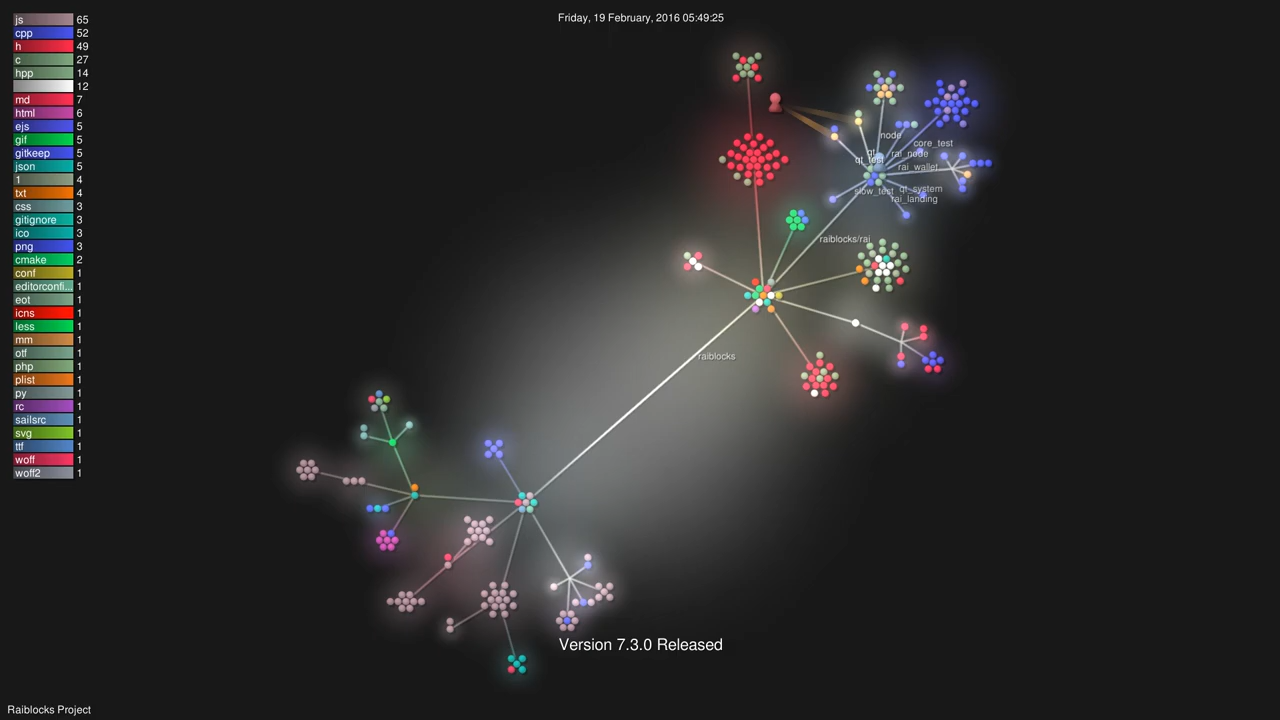 Friday, 19 February, 2016 05:49:25
js 65
cpp 52
h 49
c 27
hpp 14
12
md 7
html 6
ejs 5
gif 5
gitkeep 5
json 5
1 4
txt 4
css 3
gitignore 3
ico 3
png 3
cmake 2
conf 1
editorconfi... 1
eot 1
icns 1
less 1
mm 1
otf 1
php 1
plist 1
py 1
rc 1
sailsrc 1
svg 1
ttf 1
woff 1
woff2 1
node
core_test
qt
rai_node
qt_test
rai_wallet
slow_test
qt_system
rai_landing
raiblocks/rai
raiblocks
Version 7.3.0 Released
Raiblocks Project